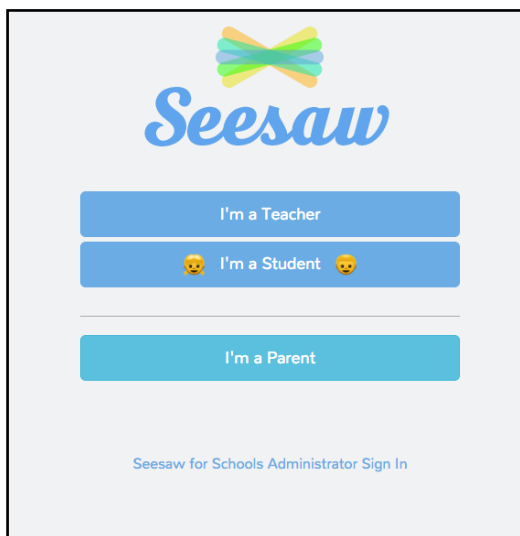 Seesaw
I'm a Teacher
I'm a Student
I'm a Parent
Seesaw for Schools Administrator Sign In